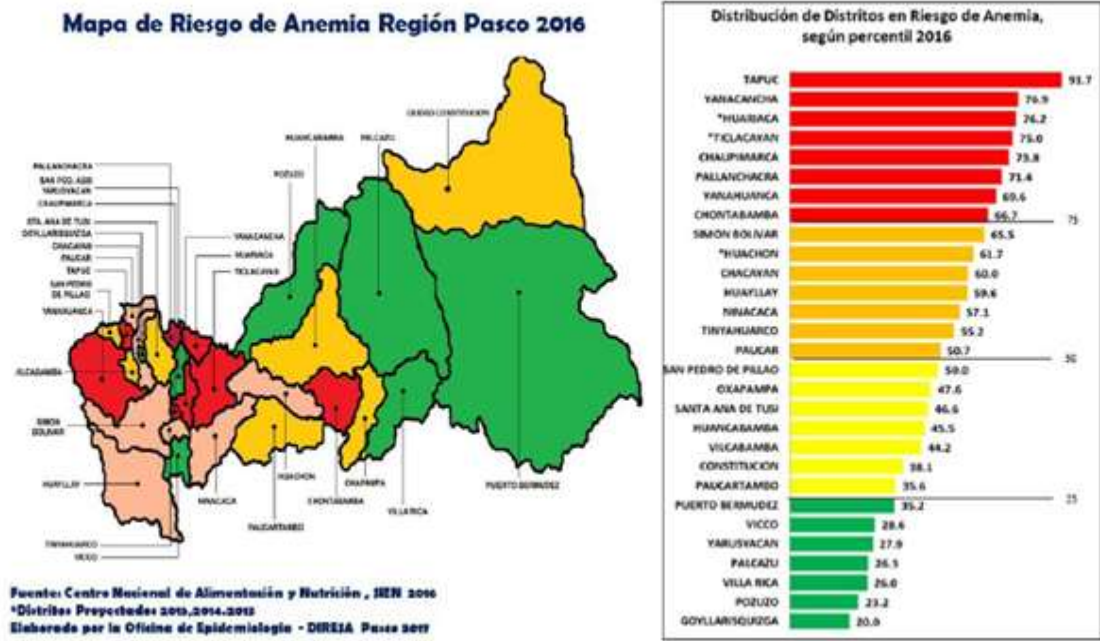 Mapa de Riesgo de Anemia Región Pasco 2016
CIUDAD CONSTITUCION
HUANCABAMBA
PALCAZU
PALLANCHACRA
POZUZO
YARUSYACAN
CHAUPIMARCA
STA. ANA DE TUSI
YANACANCHA
GOYLLARISQUIZGA
HUARIACA
CHACAYAN
TICLACAYAN
PAUCAR
TAPUC
SAN PEDRO
DE PILLAO
YANAHUANCA
SIMON
BOLIVAR
HUAYLLAY
HUACHON
OXAPAMPA
PUERTO BERMUDEZ
NINACACA
CHONTABAMBA
VILLA RICA
PAUCARTAMBO
TINYAHUARCO
VICCO
Fuente: Centro Nacional de Alimentación y Nutrición , SIEN 2016
*Distritos Proyectados 2015,2014,2013
Elaborado por la Oficina de Epidemiologia - DIRESA Pasco 2017
Distribución de Distritos en Riesgo de Anemia,
según percentil 2016
TAPUC 93.7
YANACANCHA 76.9
*HUARIACA 76.2
*TICLACAYAN 75.0
CHAUPIMARCA 73.8
PALLANCHACRA 71.4
YANAHUANCA 69.6
CHONTABAMBA 66.7
75
SIMON BOLIVAR 65.5
*HUACHON 61.7
CHACAYAN 60.0
HUAYLLAY 59.6
NINACACA 57.1
TINYAHUARCO 55.2
PAUCAR 50.7
50
SAN PEDRO DE PILLAO 50.0
OXAPAMPA 47.6
SANTA ANA DE TUSI 46.6
HUANCABAMBA 45.5
VILCABAMBA 44.2
CONSTITUCIÓN 38.1
PAUCARTAMBO 35.6
25
PUERTO BERMUDEZ 35.2
VICCO 28.6
YARUSYACAN 27.9
PALCAZU 26.5
VILLA RICA 26.0
POZUZO 23.2
GOYLLARISQUIZGA 20.0